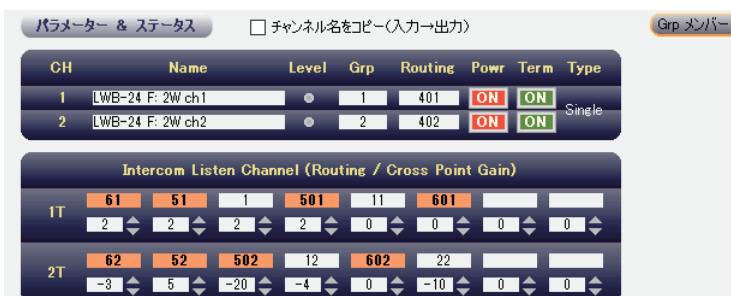 パラメーター & ステータス チャンネル名をコピー(入力→出力) Grp メンバー
CH Name Level Grp Routing Powr Term Type
1 LWB-24 F: 2W ch1 1 401 ON ON Single
2 LWB-24 F: 2W ch2 2 402 ON ON
Intercom Listen Channel (Routing / Cross Point Gain)
1T 61 51 1 501 11 601
2 2 2 2 0 0 0 0
2T 62 52 502 12 602 22
-3 5 -20 -4 0 -10 0 0